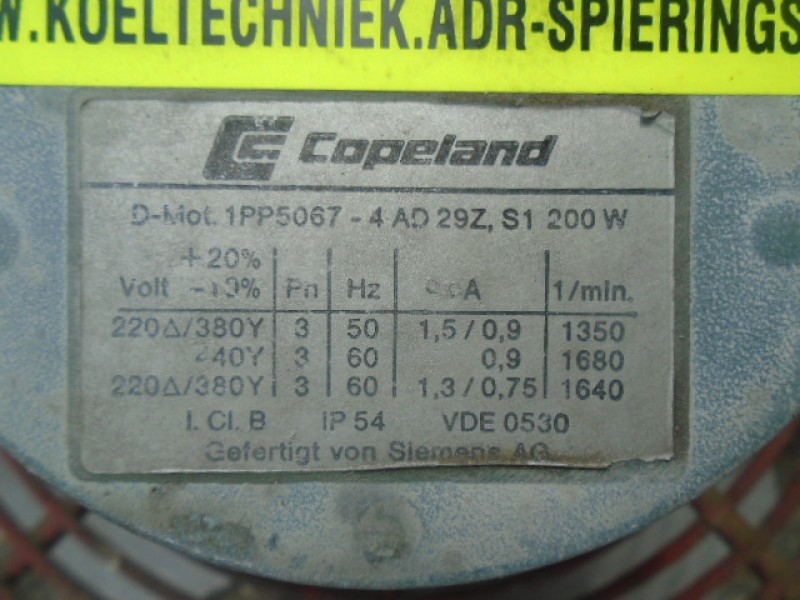 W.KOELTECHNIEK.ADR-SPIERINGS
Copeland
D-Mot. 1PP5067 - 4 AD 29Z, S1 200 W
+20%
Volt -10% Ph Hz A 1/min.
220Δ/380Y 3 50 1,5 / 0,9 1350
440Y 3 60 0,9 1680
220Δ/380Y 3 60 1,3 / 0,75 1640
I. Cl. B IP 54 VDE 0530
Gefertigt von Siemens AG